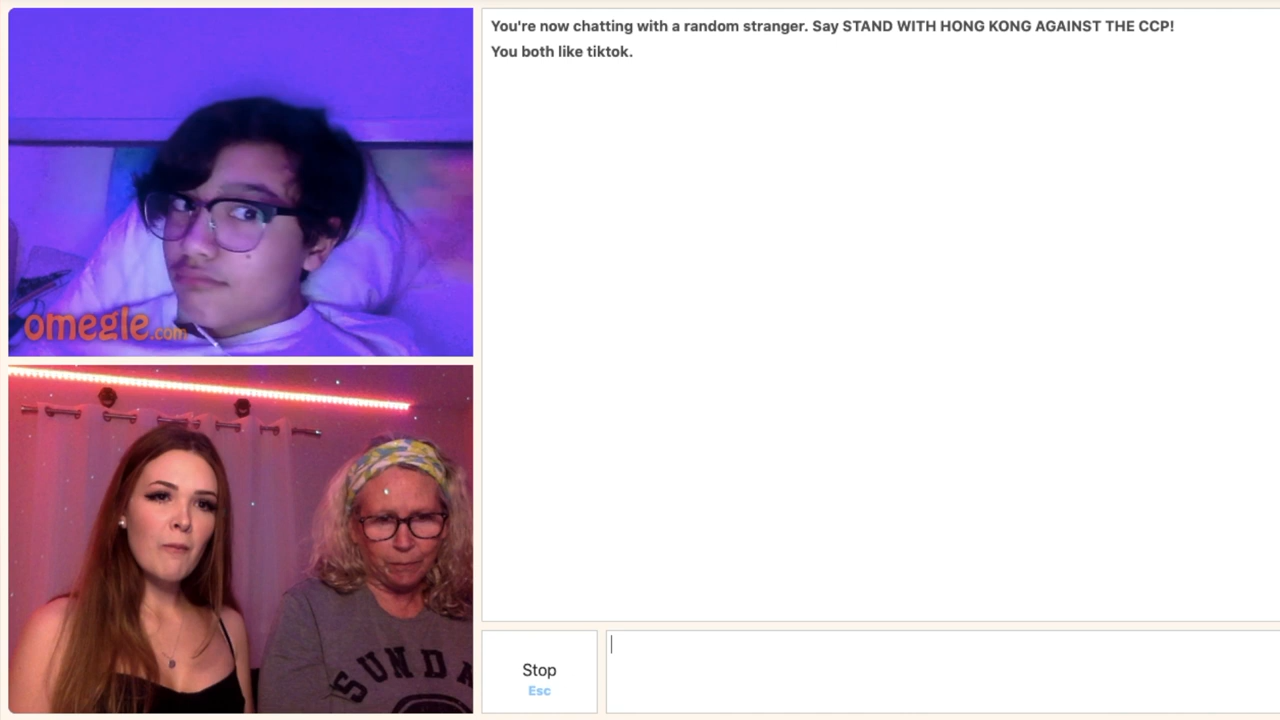 You're now chatting with a random stranger. Say STAND WITH HONG KONG AGAINST THE CCP!
You both like tiktok.
omegle.com
SUNDA
Stop
Esc